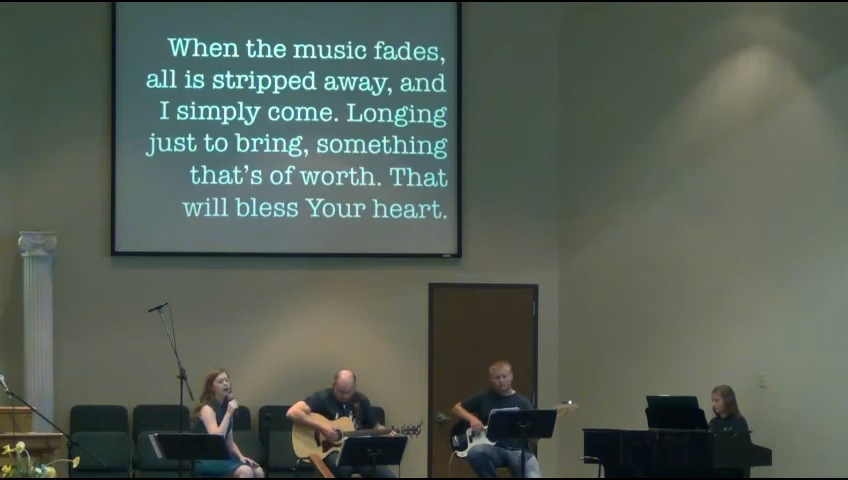 When the music fades,
all is stripped away, and
I simply come. Longing
just to bring, something
that's of worth. That
will bless Your heart.